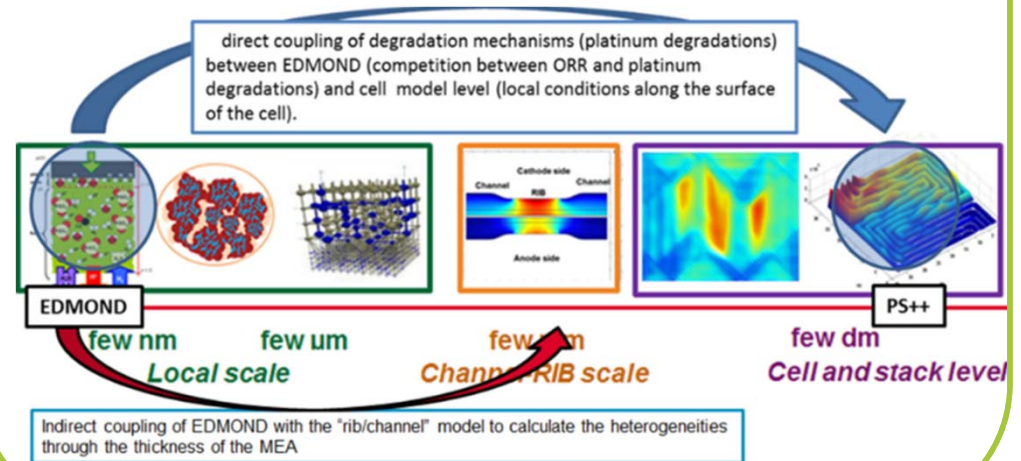 direct coupling of degradation mechanisms (platinum degradations)
between EDMOND (competition between ORR and platinum
degradations) and cell model level (local conditions along the surface
of the cell).
Cathode side
Channel
RIB
Channel
Anode side
EDMOND
PS++
few nm
few um
few
few dm
Local scale
RIB scale
Cell and stack level
Indirect coupling of EDMOND with the "rib/channel" model to calculate the heterogeneities
through the thickness of the MEA